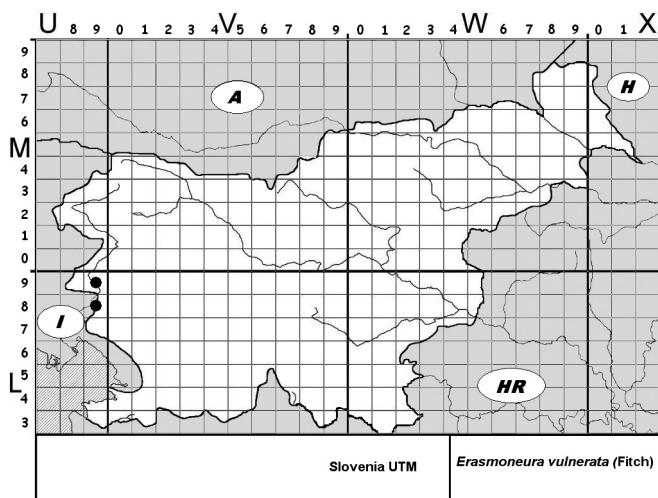 U 8 9 0 1 2 3 V 5 6 7 8 9 0 1 2 3 4 W 6 7 8 9 0 1 X
9
8
A H
7
6
M
4
3
2
1
0
9
8
I
7
6
L 5 HR
4
3
Slovenia UTM
Erasmoneura vulnerata (Fitch)